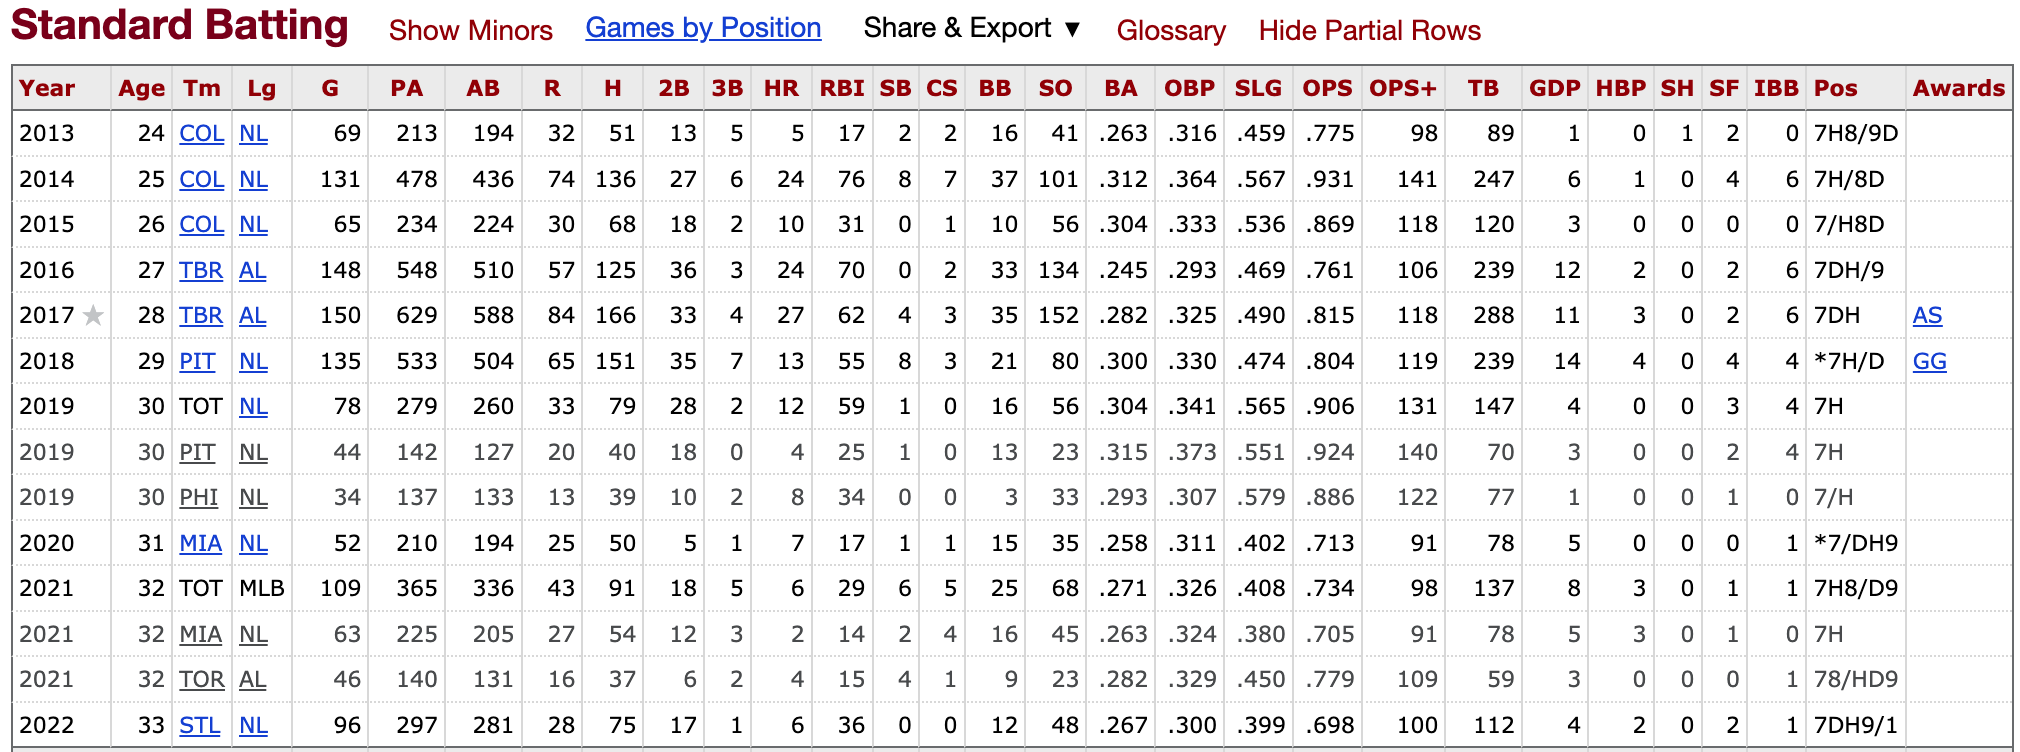 Standard Batting Show Minors Games by Position Share & Export ▼ Glossary Hide Partial Rows
Year Age Tm Lg G PA AB R H 2B 3B HR RBI SB CS BB SO BA OBP SLG OPS OPS+ TB GDP HBP SH SF IBB Pos Awards
2013 24 COL NL 69 213 194 32 51 13 5 5 17 2 2 16 41 .263 .316 .459 .775 98 89 1 0 1 2 0 7H8/9D
2014 25 COL NL 131 478 436 74 136 27 6 24 76 8 7 37 101 .312 .364 .567 .931 141 247 6 1 0 4 6 7H/8D
2015 26 COL NL 65 234 224 30 68 18 2 10 31 0 1 10 56 .304 .333 .536 .869 118 120 3 0 0 0 0 7/H8D
2016 27 TBR AL 148 548 510 57 125 36 3 24 70 0 2 33 134 .245 .293 .469 .761 106 239 12 2 0 2 6 7DH/9
2017 ★ 28 TBR AL 150 629 588 84 166 33 4 27 62 4 3 35 152 .282 .325 .490 .815 118 288 11 3 0 2 6 7DH AS
2018 29 PIT NL 135 533 504 65 151 35 7 13 55 8 3 21 80 .300 .330 .474 .804 119 239 14 4 0 4 4 *7H/D GG
2019 30 TOT NL 78 279 260 33 79 28 2 12 59 1 0 16 56 .304 .341 .565 .906 131 147 4 0 0 3 4 7H
2019 30 PIT NL 44 142 127 20 40 18 0 4 25 1 0 13 23 .315 .373 .551 .924 140 70 3 0 0 2 4 7H
2019 30 PHI NL 34 137 133 13 39 10 2 8 34 0 0 3 33 .293 .307 .579 .886 122 77 1 0 0 1 0 7/H
2020 31 MIA NL 52 210 194 25 50 5 1 7 17 1 1 15 35 .258 .311 .402 .713 91 78 5 0 0 0 1 *7/DH9
2021 32 TOT MLB 109 365 336 43 91 18 5 6 29 6 5 25 68 .271 .326 .408 .734 98 137 8 3 0 1 1 7H8/D9
2021 32 MIA NL 63 225 205 27 54 12 3 2 14 2 4 16 45 .263 .324 .380 .705 91 78 5 3 0 1 0 7H
2021 32 TOR AL 46 140 131 16 37 6 2 4 15 4 1 9 23 .282 .329 .450 .779 109 59 3 0 0 0 1 78/HD9
2022 33 STL NL 96 297 281 28 75 17 1 6 36 0 0 12 48 .267 .300 .399 .698 100 112 4 2 0 2 1 7DH9/1